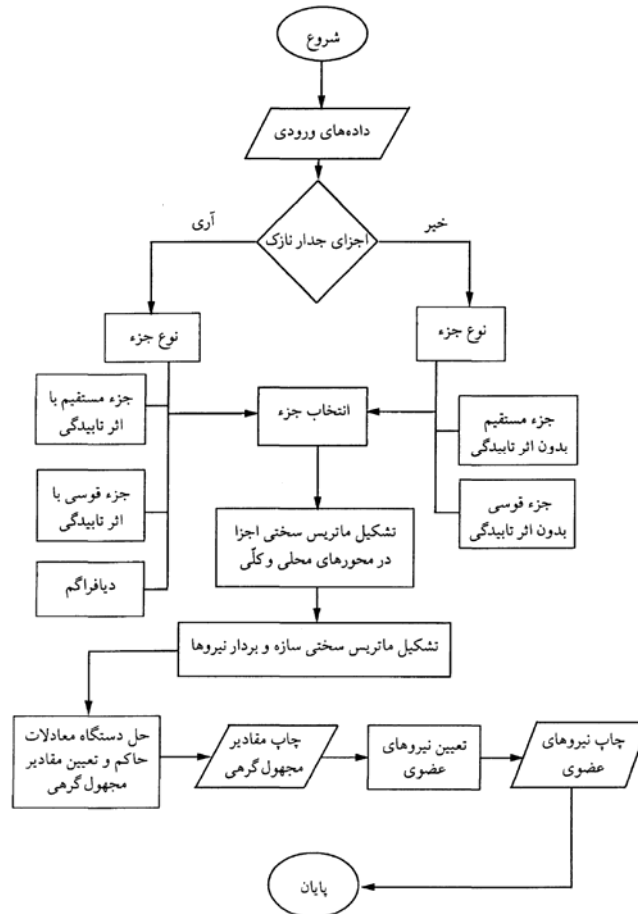 شروع
داده‌های ورودی
اجزای جدار نازک
خیر
آری
نوع جزء
نوع جزء
جزء مستقیم
بدون اثر تابیدگی
جزء قوسی
بدون اثر تابیدگی
انتخاب جزء
جزء مستقیم با
اثر تابیدگی
جزء قوسی با
اثر تابیدگی
دیافراگم
تشکیل ماتریس سختی اجزا
در محورهای محلی و کلّی
تشکیل ماتریس سختی سازه و بردار نیروها
حل دستگاه معادلات
حاکم و تعیین مقادیر
مجهول گرهی
چاپ مقادیر
مجهول گرهی
تعیین نیروهای
عضوی
چاپ نیروهای
عضوی
پایان